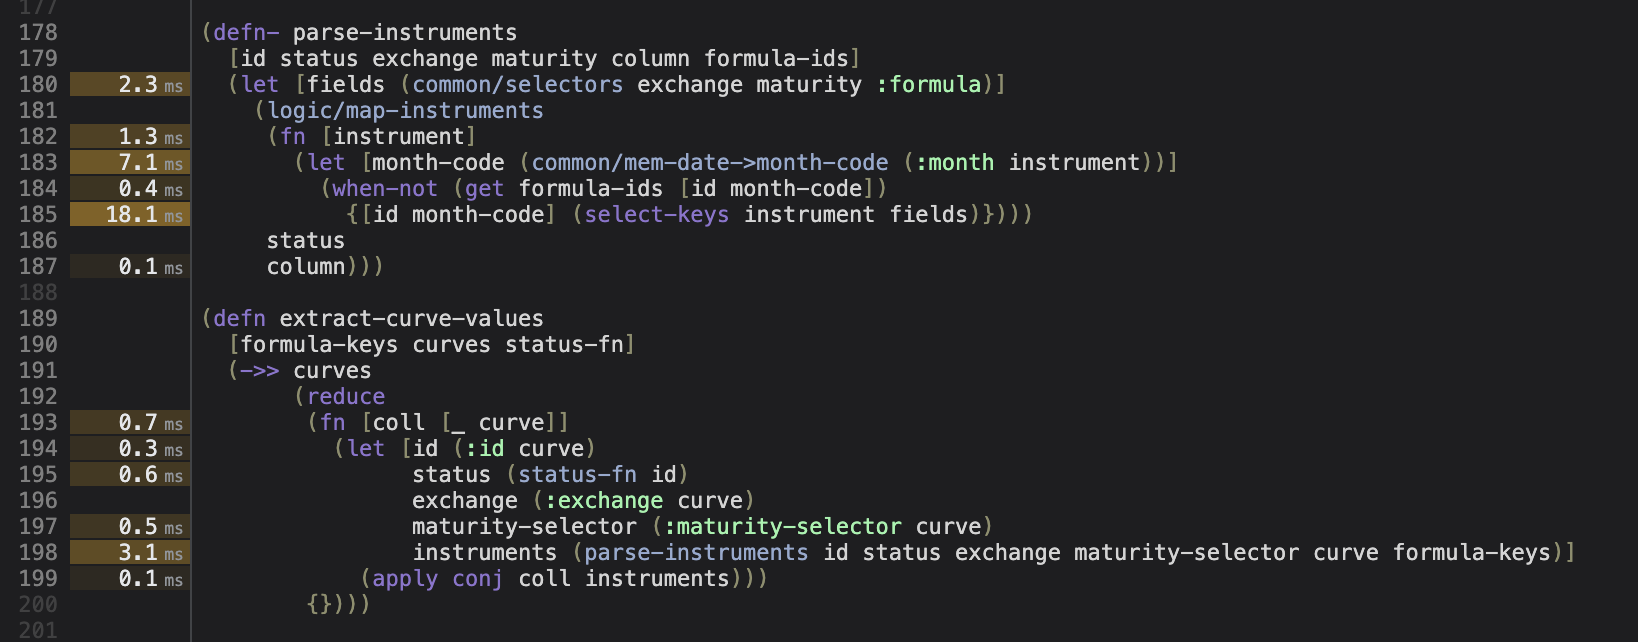 177
178 (defn- parse-instruments
179 [id status exchange maturity column formula-ids]
180 2.3 ms (let [fields (common/selectors exchange maturity :formula)]
181 (logic/map-instruments
182 1.3 ms (fn [instrument]
183 7.1 ms (let [month-code (common/mem-date->month-code (:month instrument))]
184 0.4 ms (when-not (get formula-ids [id month-code])
185 18.1 ms {[id month-code] (select-keys instrument fields)})))
186 status
187 0.1 ms column)))
188
189 (defn extract-curve-values
190 [formula-keys curves status-fn]
191 (->> curves
192 (reduce
193 0.7 ms (fn [coll [_ curve]]
194 0.3 ms (let [id (:id curve)
195 0.6 ms status (status-fn id)
196 exchange (:exchange curve)
197 0.5 ms maturity-selector (:maturity-selector curve)
198 3.1 ms instruments (parse-instruments id status exchange maturity-selector curve formula-keys)]
199 0.1 ms (apply conj coll instruments)))
200 {})))
201